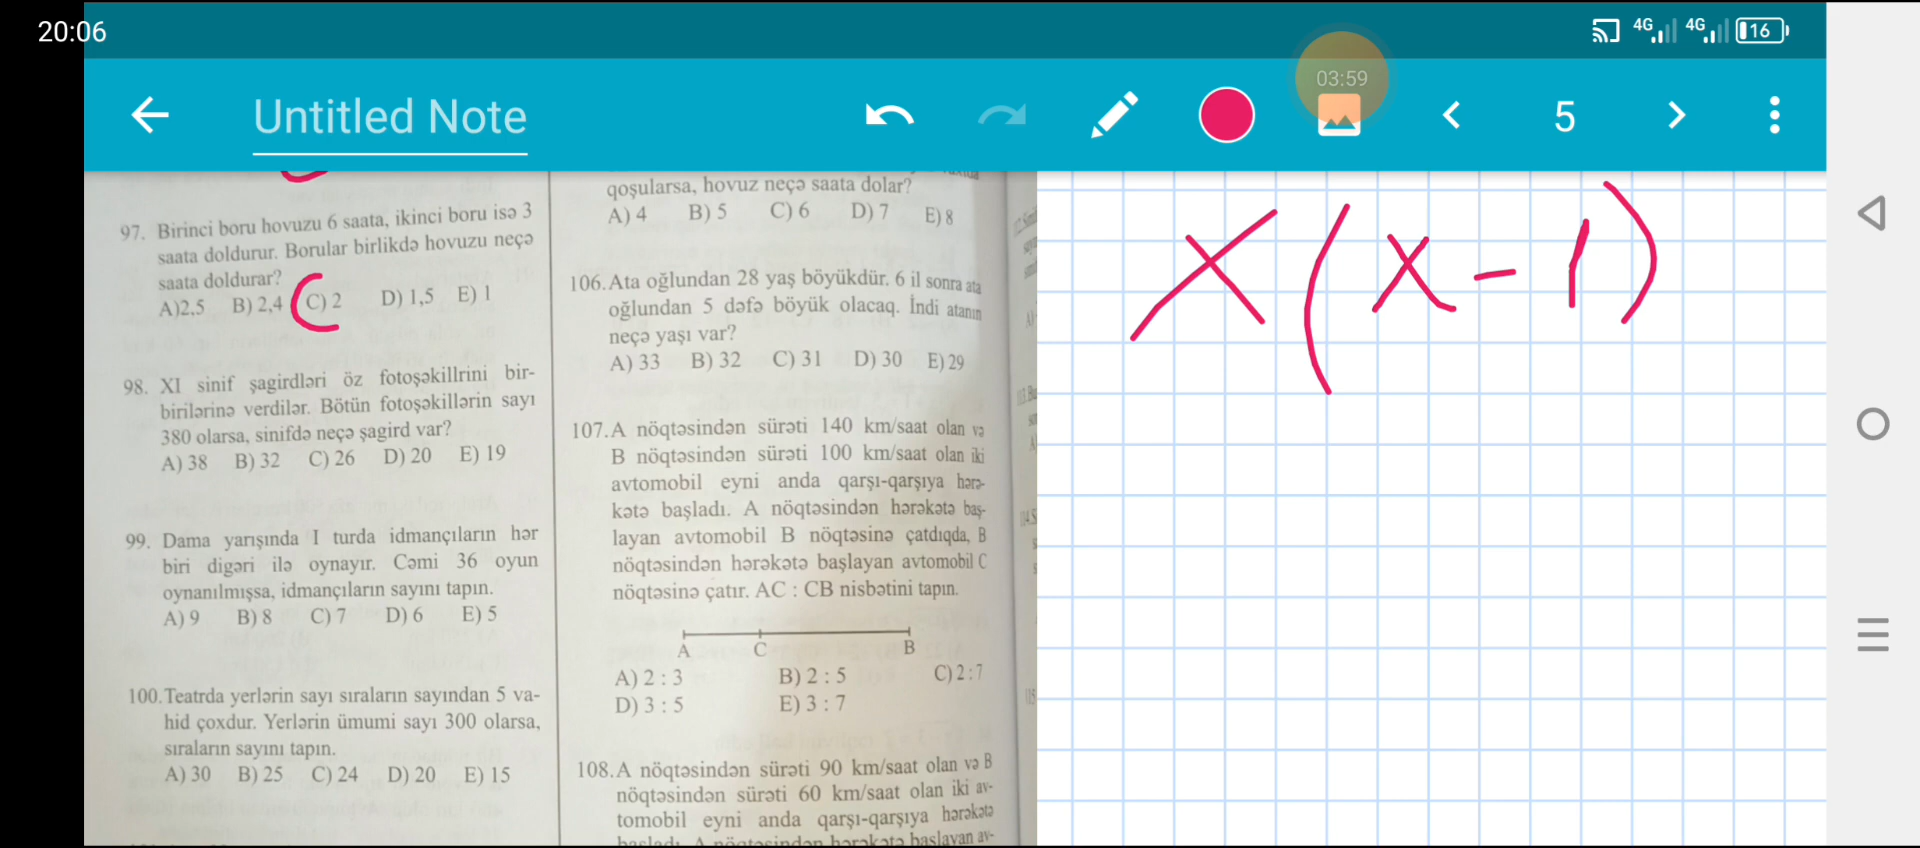 20:06
4G 4G 16
03:59
Untitled Note
5
97. Birinci boru hovuzu 6 saata, ikinci boru isə 3
saata doldurur. Borular birlikdə hovuzu neçə
saata doldurar?
A)2,5 B) 2,4 C) 2 D) 1,5 E) 1
98. XI sinif şagirdləri öz fotoşəkillrini bir-
birilərinə verdilər. Bötün fotoşəkillərin sayı
380 olarsa, sinifdə neçə şagird var?
A) 38 B) 32 C) 26 D) 20 E) 19
99. Dama yarışında I turda idmançıların hər
biri digəri ilə oynayır. Cəmi 36 oyun
oynanılmışsa, idmançıların sayını tapın.
A) 9 B) 8 C) 7 D) 6 E) 5
100.Teatrda yerlərin sayı sıraların sayından 5 va-
hid çoxdur. Yerlərin ümumi sayı 300 olarsa,
sıraların sayını tapın.
A) 30 B) 25 C) 24 D) 20 E) 15
qoşularsa, hovuz neçə saata dolar?
A) 4 B) 5 C) 6 D) 7 E) 8
106.Ata oğlundan 28 yaş böyükdür. 6 il sonra ata
oğlundan 5 dəfə böyük olacaq. İndi atanın
neçə yaşı var?
A) 33 B) 32 C) 31 D) 30 E) 29
107.A nöqtəsindən sürəti 140 km/saat olan və
B nöqtəsindən sürəti 100 km/saat olan iki
avtomobil eyni anda qarşı-qarşıya hərə-
kətə başladı. A nöqtəsindən hərəkətə baş-
layan avtomobil B nöqtəsinə çatdıqda, B
nöqtəsindən hərəkətə başlayan avtomobil C
nöqtəsinə çatır. AC : CB nisbətini tapın.
A C B
A) 2 : 3 B) 2 : 5 C) 2 : 7
D) 3 : 5 E) 3 : 7
108.A nöqtəsindən sürəti 90 km/saat olan və B
nöqtəsindən sürəti 60 km/saat olan iki av-
tomobil eyni anda qarşı-qarşıya hərəkətə
başladı. A nöqtəsindən hərəkətə başlayan av-
x(x-1)